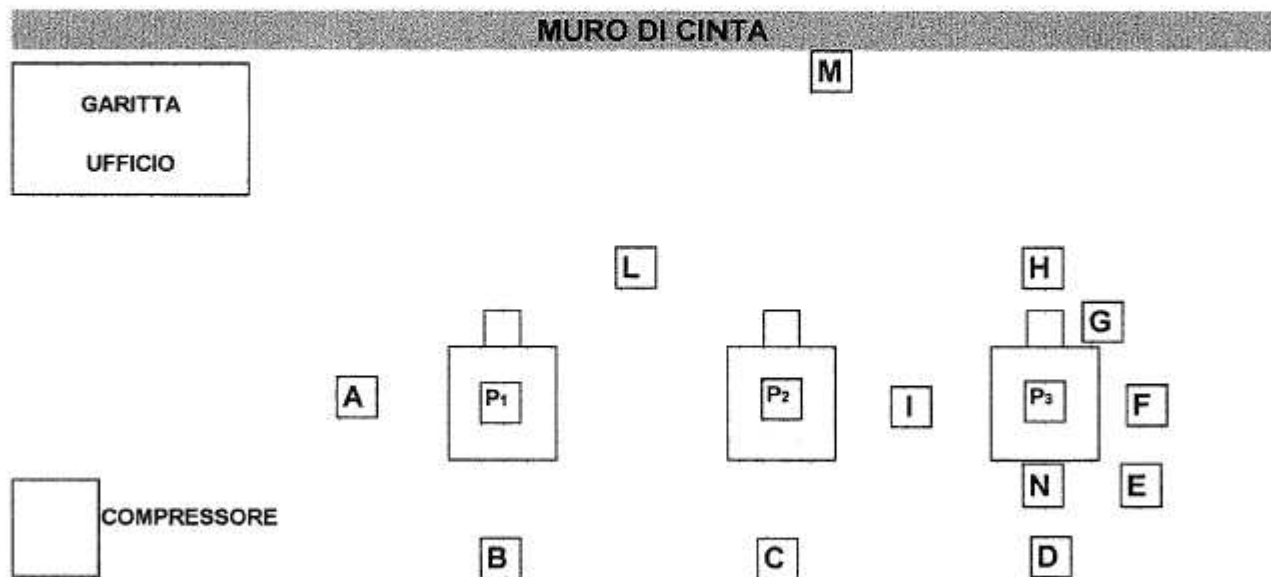 MURO DI CINTA
M
GARITTA
UFFICIO
L
H
G
A
P1
P2
I
P3
F
N
E
COMPRESSORE
B
C
D